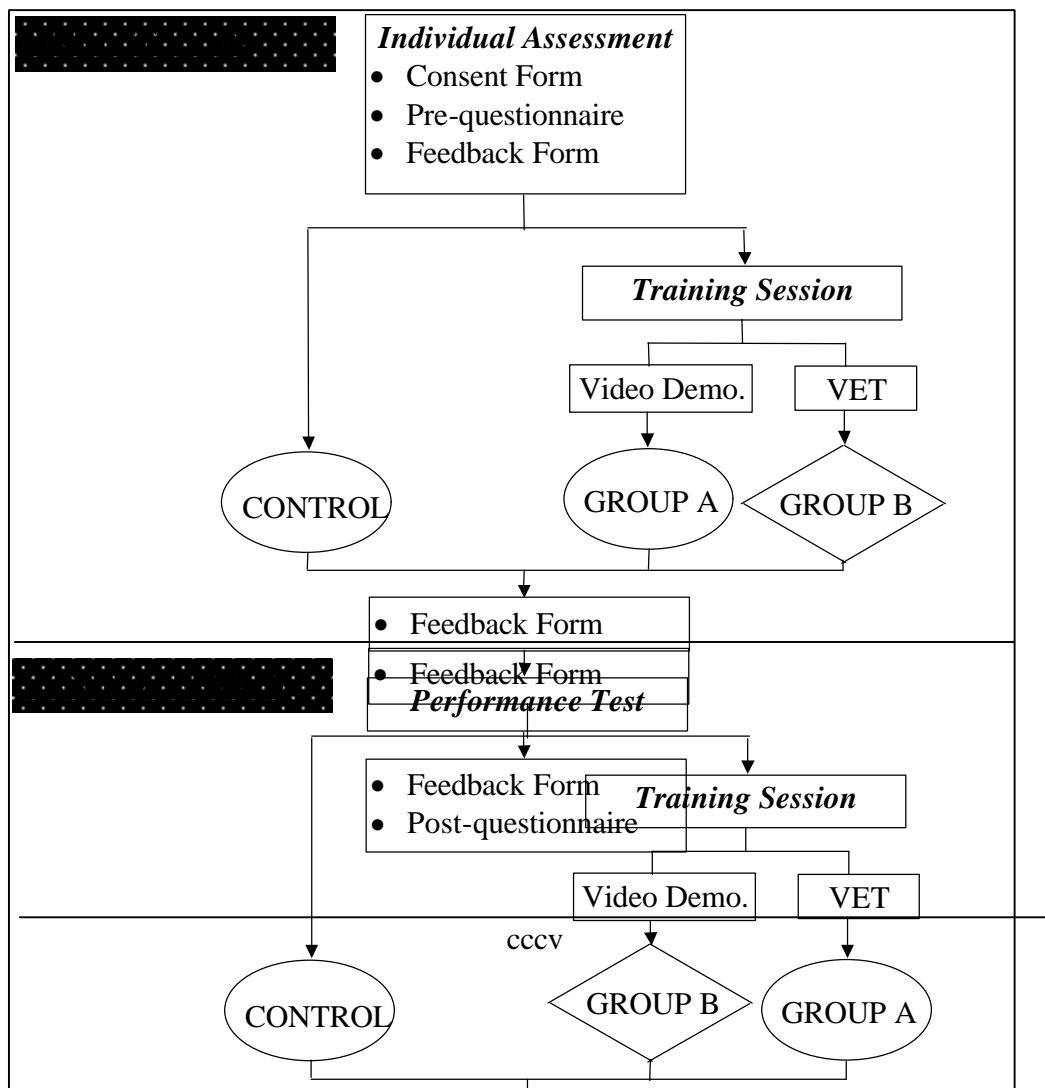 Individual Assessment
• Consent Form
• Pre-questionnaire
• Feedback Form
Training Session
Video Demo.
VET
CONTROL
GROUP A
GROUP B
• Feedback Form
• Feedback Form
Performance Test
• Feedback Form
• Post-questionnaire
Training Session
Video Demo.
VET
cccv
CONTROL
GROUP B
GROUP A